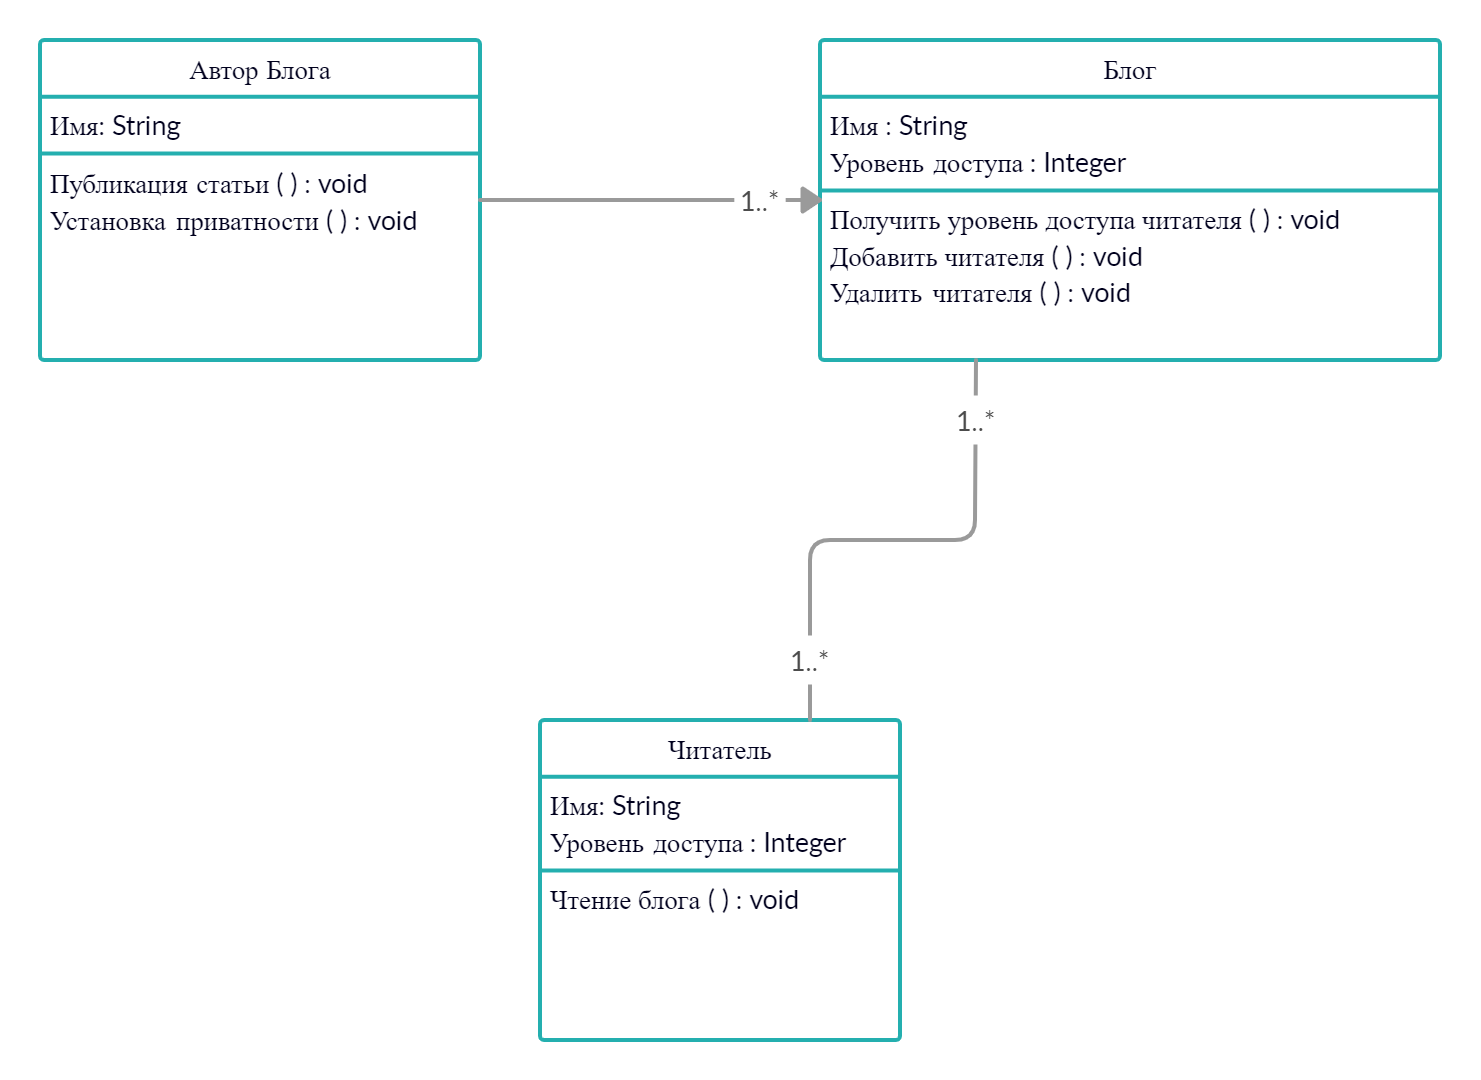 Автор Блога
Имя: String
Публикация статьи ( ) : void
Установка приватности ( ) : void
1..*
Блог
Имя : String
Уровень доступа : Integer
Получить уровень доступа читателя ( ) : void
Добавить читателя ( ) : void
Удалить читателя ( ) : void
1..*
1..*
Читатель
Имя: String
Уровень доступа : Integer
Чтение блога ( ) : void